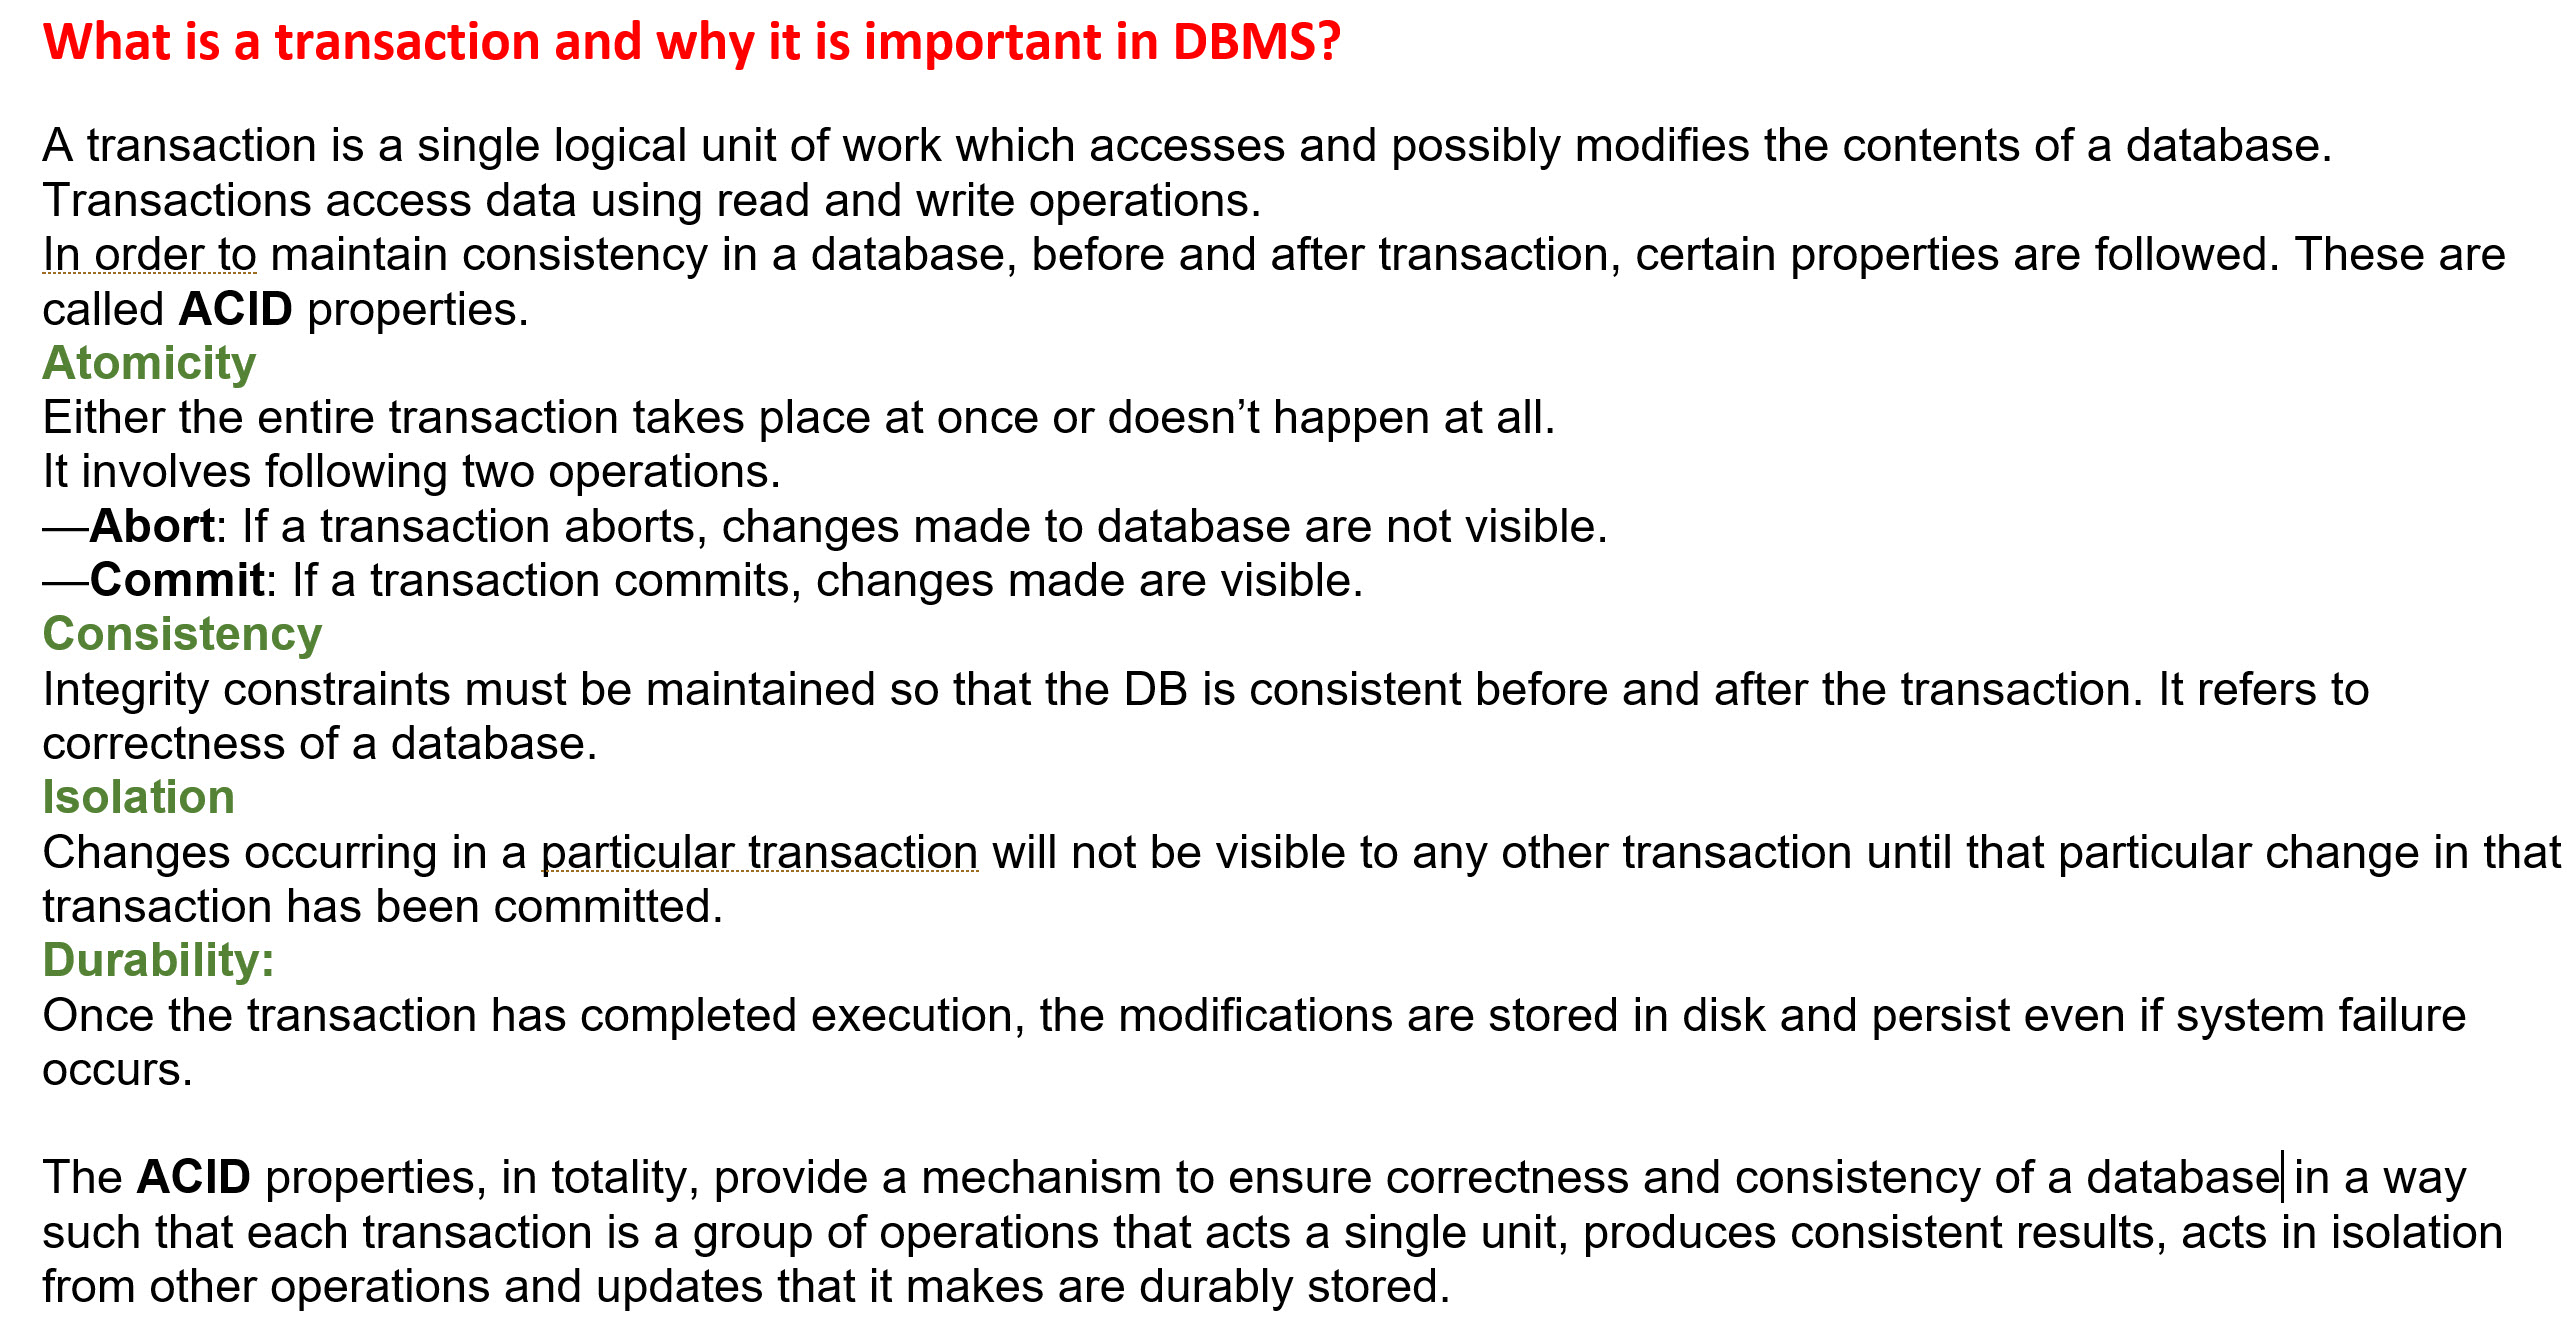 What is a transaction and why it is important in DBMS?
A transaction is a single logical unit of work which accesses and possibly modifies the contents of a database.
Transactions access data using read and write operations.
In order to maintain consistency in a database, before and after transaction, certain properties are followed. These are
called ACID properties.
Atomicity
Either the entire transaction takes place at once or doesn’t happen at all.
It involves following two operations.
—Abort: If a transaction aborts, changes made to database are not visible.
—Commit: If a transaction commits, changes made are visible.
Consistency
Integrity constraints must be maintained so that the DB is consistent before and after the transaction. It refers to
correctness of a database.
Isolation
Changes occurring in a particular transaction will not be visible to any other transaction until that particular change in that
transaction has been committed.
Durability:
Once the transaction has completed execution, the modifications are stored in disk and persist even if system failure
occurs.
The ACID properties, in totality, provide a mechanism to ensure correctness and consistency of a database in a way
such that each transaction is a group of operations that acts a single unit, produces consistent results, acts in isolation
from other operations and updates that it makes are durably stored.